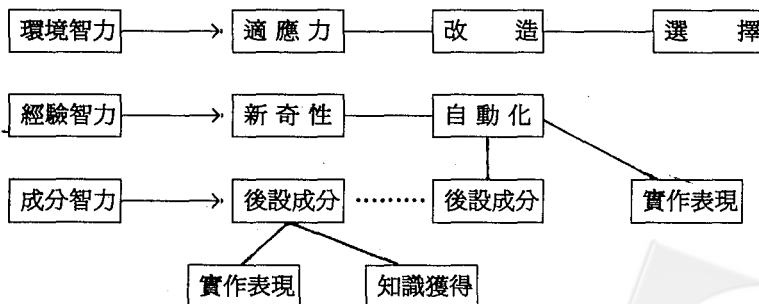 環境智力 適應力 改造 選擇
經驗智力 新奇性 自動化
成分智力 後設成分 後設成分 實作表現
實作表現 知識獲得